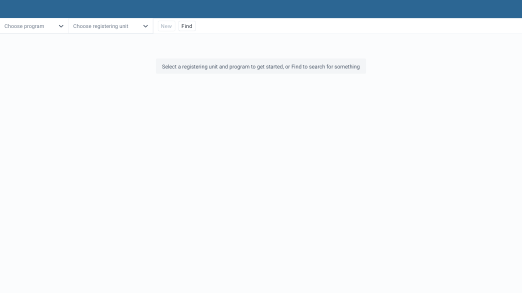 Choose program
Choose registering unit
New
Find
Select a registering unit and program to get started, or Find to search for something